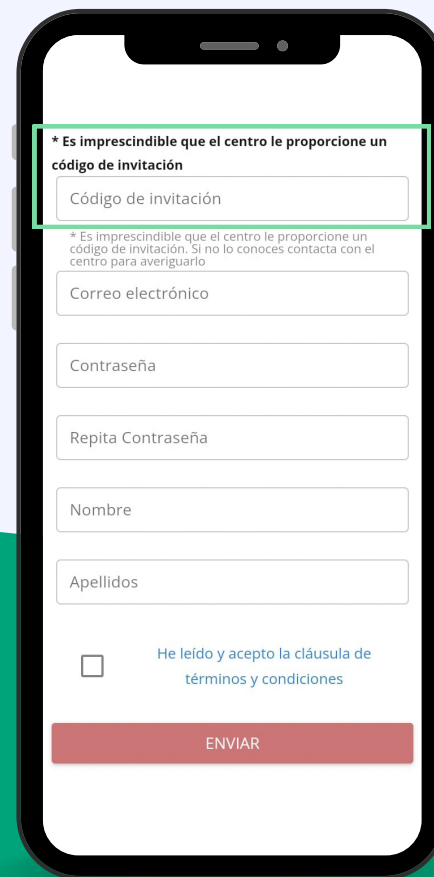 * Es imprescindible que el centro le proporcione un
código de invitación
Código de invitación
* Es imprescindible que el centro le proporcione un
código de invitación. Si no lo conoces contacta con el
centro para averiguarlo
Correo electrónico
Contraseña
Repita Contraseña
Nombre
Apellidos
He leído y acepto la cláusula de
términos y condiciones
ENVIAR